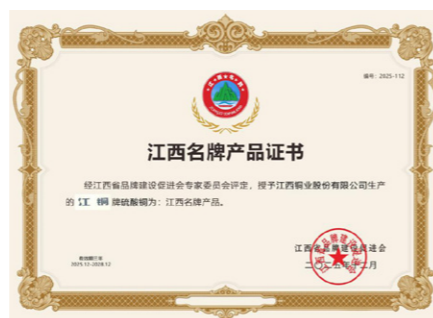 江西名牌
编号：2025-112
江西名牌产品证书
经江西省品牌建设促进会专家委员会评定，授予江西铜业股份有限公司生产
的 江铜 牌硫酸铜为：江西名牌产品。
江西省品牌建设促进会
二〇二五年十二月
有效期三年
2025.12-2028.12